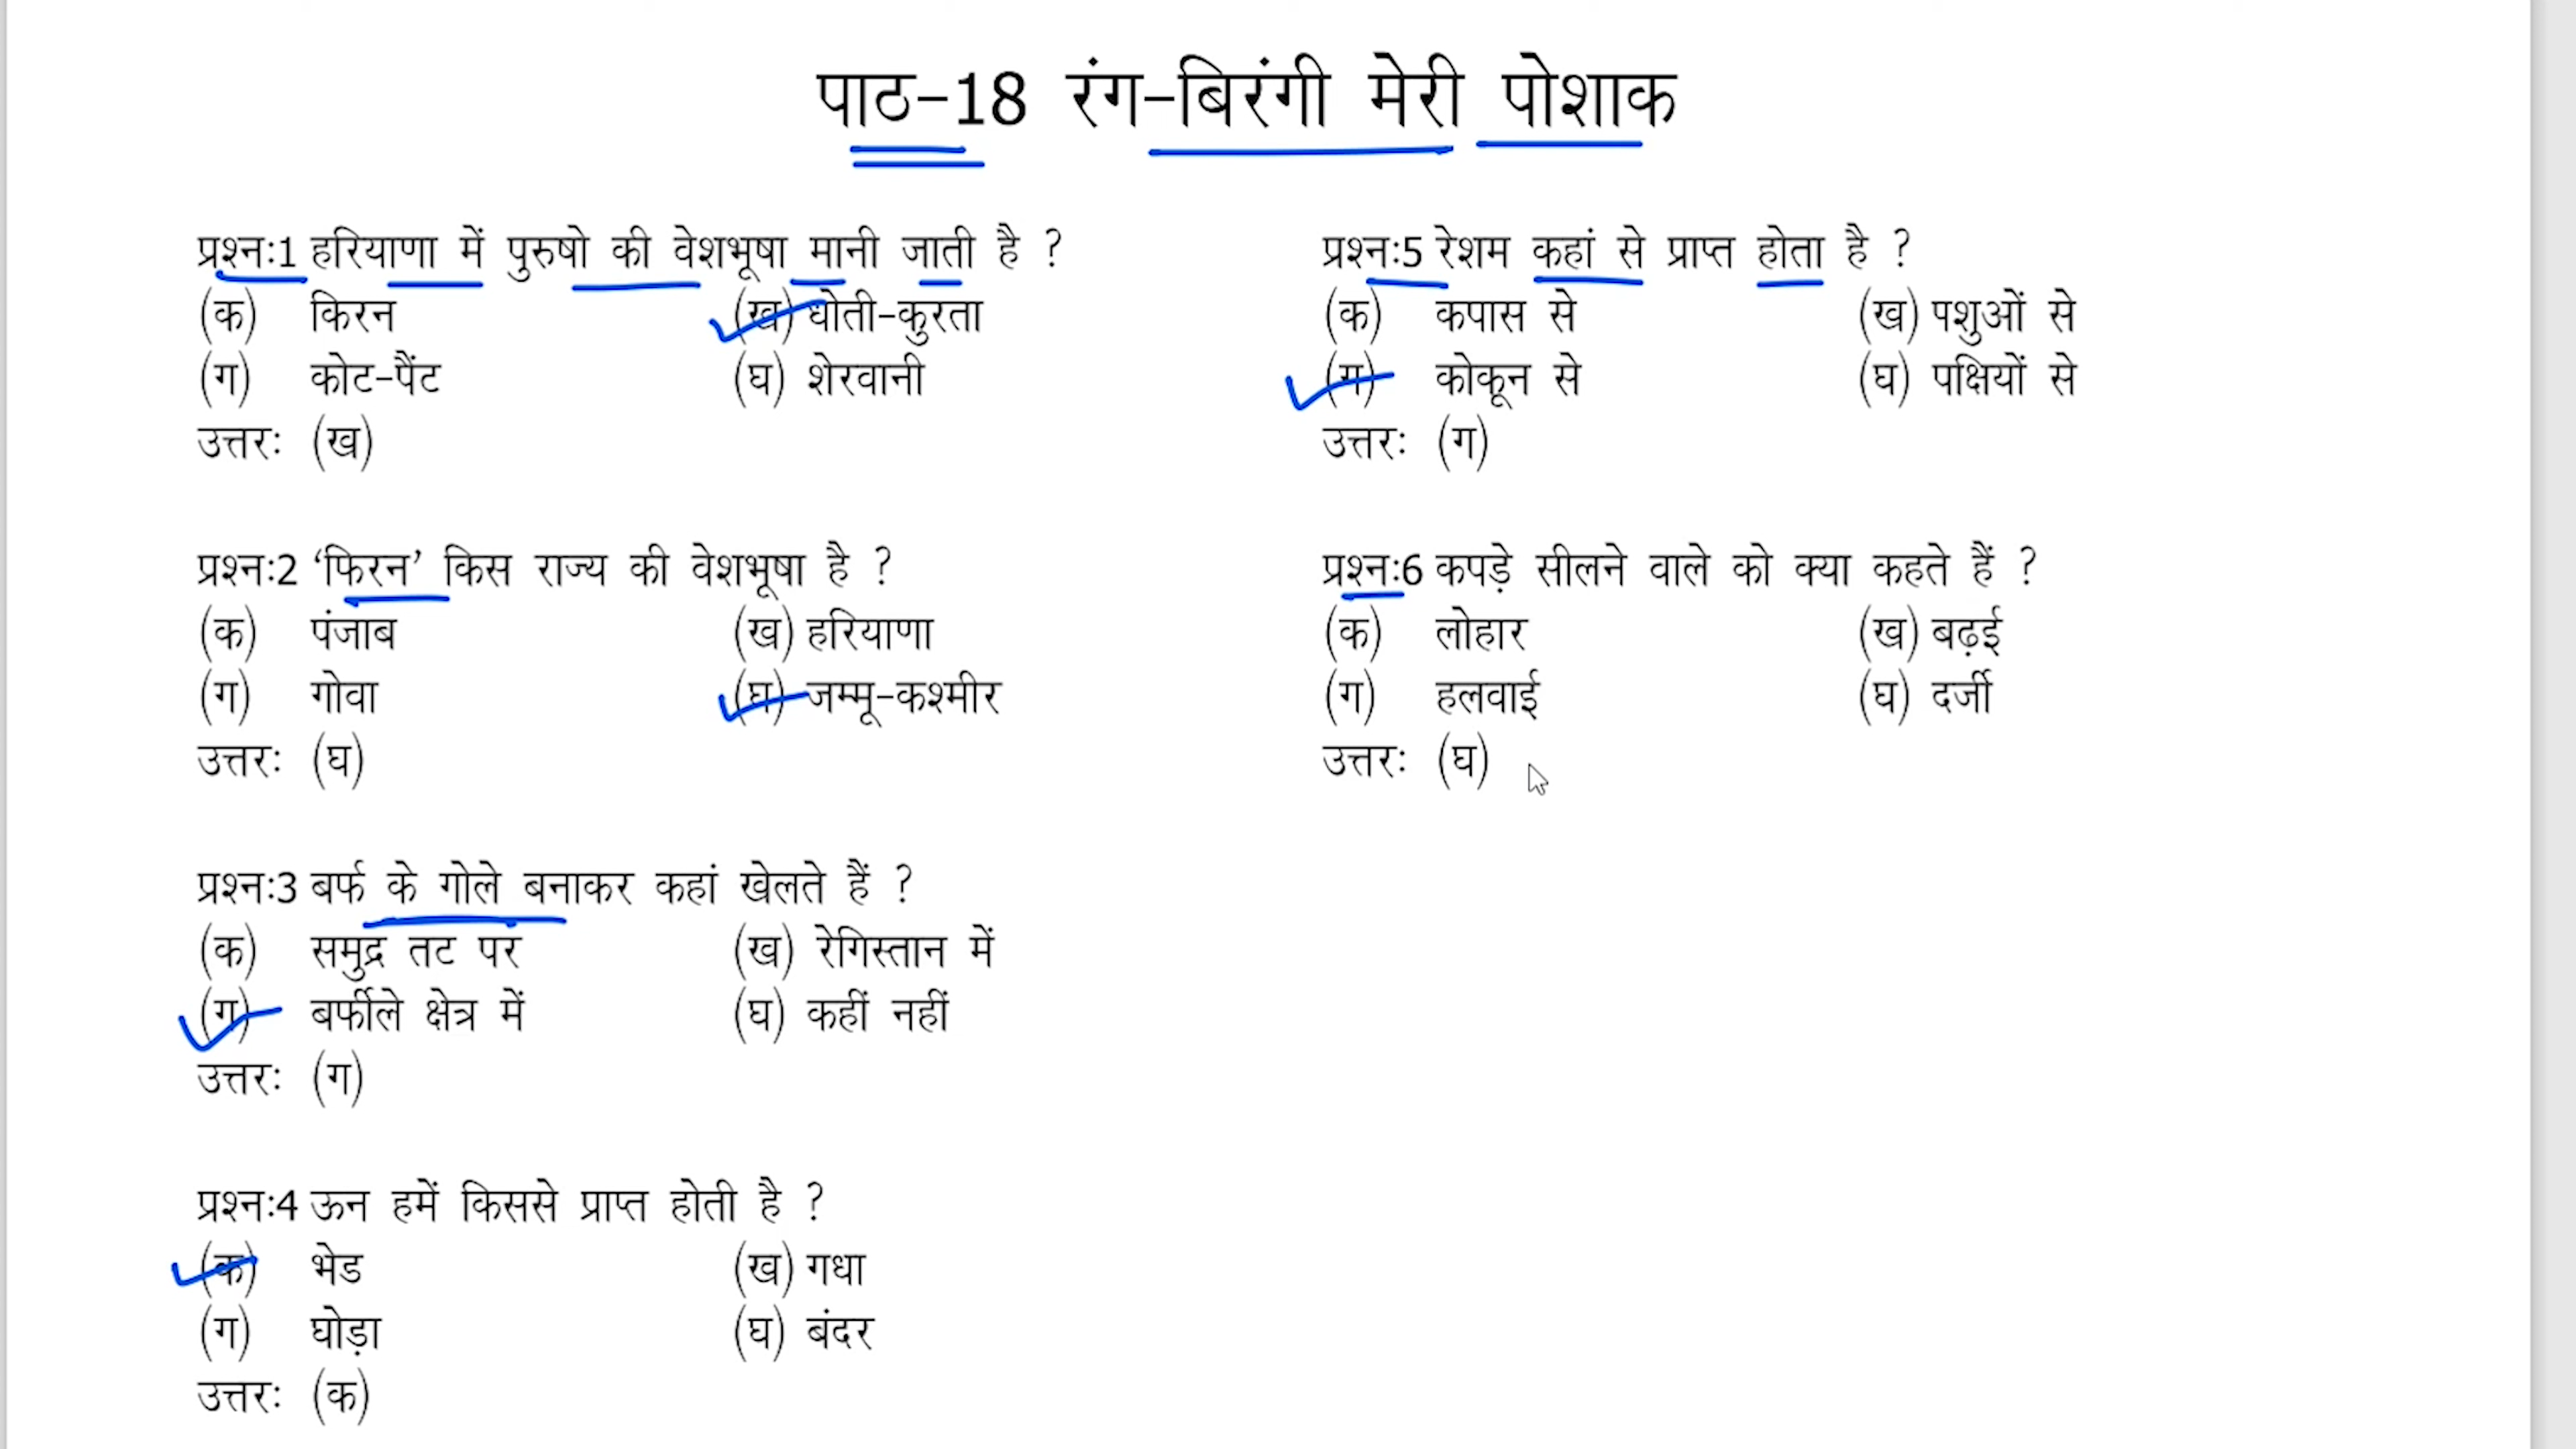 पाठ-18 रंग-बिरंगी मेरी पोशाक
प्रश्नः1 हरियाणा में पुरुषो की वेशभूषा मानी जाती है ?
(क) किरन (ख) धोती-कुरता
(ग) कोट-पैंट (घ) शेरवानी
उत्तरः (ख)
प्रश्नः2 ‘फिरन’ किस राज्य की वेशभूषा है ?
(क) पंजाब (ख) हरियाणा
(ग) गोवा (घ) जम्मू-कश्मीर
उत्तरः (घ)
प्रश्नः3 बर्फ के गोले बनाकर कहां खेलते हैं ?
(क) समुद्र तट पर (ख) रेगिस्तान में
(ग) बर्फीले क्षेत्र में (घ) कहीं नहीं
उत्तरः (ग)
प्रश्नः4 ऊन हमें किससे प्राप्त होती है ?
(क) भेड (ख) गधा
(ग) घोड़ा (घ) बंदर
उत्तरः (क)
प्रश्नः5 रेशम कहां से प्राप्त होता है ?
(क) कपास से (ख) पशुओं से
(ग) कोकून से (घ) पक्षियों से
उत्तरः (ग)
प्रश्नः6 कपड़े सीलने वाले को क्या कहते हैं ?
(क) लोहार (ख) बढ़ई
(ग) हलवाई (घ) दर्जी
उत्तरः (घ)